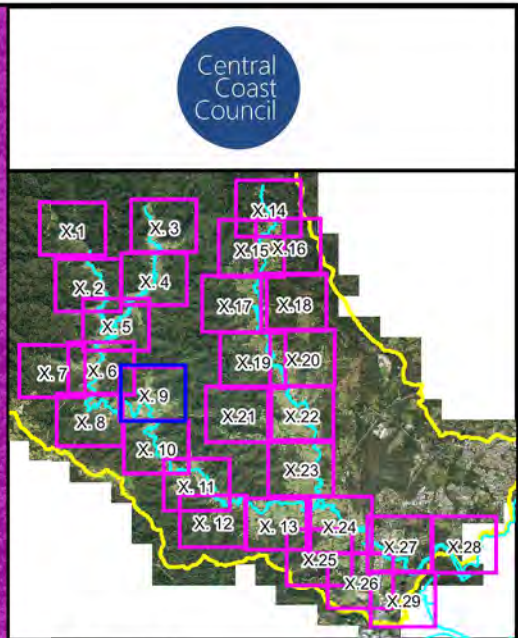 Central
Coast
Council
X.14
X.1
X. 3
X.15
X.16
X. 2
X. 4
X.17
X.18
X. 5
X.19
X.20
X. 7
X. 6
X. 9
X. 8
X.21
X.22
X. 10
X.23
X. 11
X. 12
X. 13
X.24
X.27
X.28
X.25
X.26
X.29